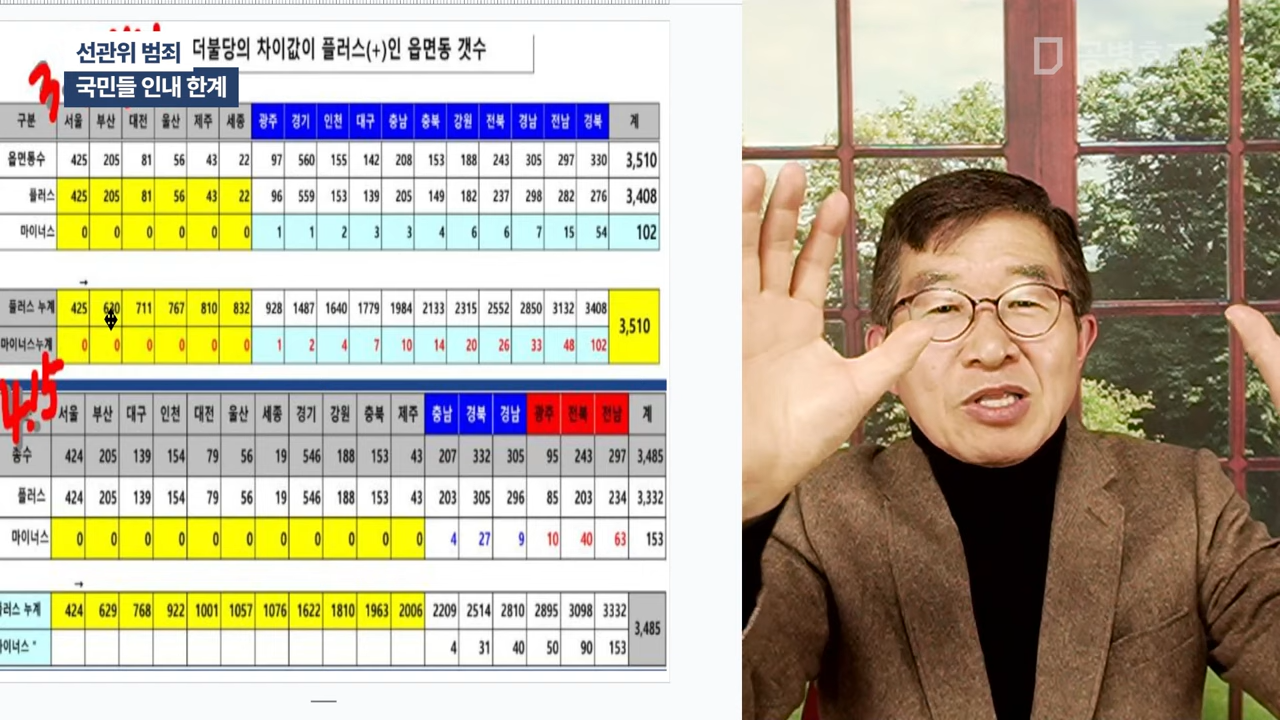 선관위 범죄
국민들 인내 한계
더불당의 차이값이 플러스(+)인 읍면동 갯수
3
구분 서울 부산 대전 울산 제주 세종 광주 경기 인천 대구 충남 충북 강원 전북 경남 전남 경북 계
읍면동수 425 205 81 56 43 22 97 560 155 142 208 153 188 243 305 297 330 3,510
플러스 425 205 81 56 43 22 96 559 153 139 205 149 182 237 298 282 276 3,408
마이너스 0 0 0 0 0 0 1 1 2 3 3 4 6 6 7 15 54 102
→
플러스 누계 425 630 711 767 810 832 928 1487 1640 1779 1984 2133 2315 2552 2850 3132 3408 3,510
마이너스누계 0 0 0 0 0 0 1 2 4 7 10 14 20 26 33 48 102
4.15
서울 부산 대구 인천 대전 울산 세종 경기 강원 충북 제주 충남 경북 경남 광주 전북 전남 계
총수 424 205 139 154 79 56 19 546 188 153 43 207 332 305 95 243 297 3,485
플러스 424 205 139 154 79 56 19 546 188 153 43 203 305 296 85 203 234 3,332
마이너스 0 0 0 0 0 0 0 0 0 0 0 4 27 9 10 40 63 153
→
플러스 누계 424 629 768 922 1001 1057 1076 1622 1810 1963 2006 2209 2514 2810 2895 3098 3332 3,485
마이너스 " 4 31 40 50 90 153